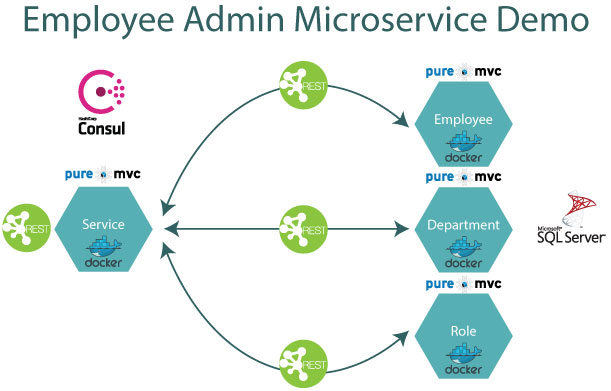 Employee Admin Microservice Demo
HashiCorp
Consul
REST
pure mvc
Employee
docker
pure mvc
Service
docker
REST
REST
pure mvc
Department
docker
Microsoft®
SQL Server
REST
pure mvc
Role
docker